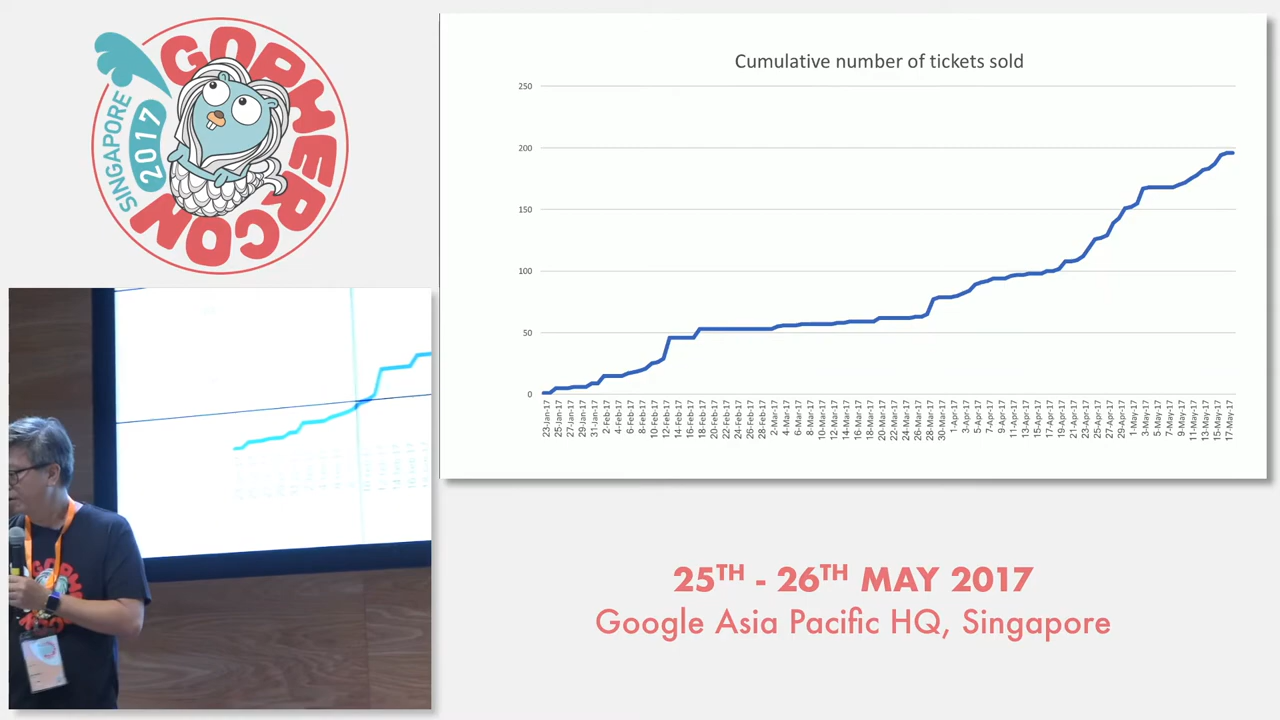 GOPHERCON
SINGAPORE
2017
Cumulative number of tickets sold
250
200
150
100
50
0
23-Jan-17
25-Jan-17
27-Jan-17
29-Jan-17
31-Jan-17
2-Feb-17
4-Feb-17
6-Feb-17
8-Feb-17
10-Feb-17
12-Feb-17
14-Feb-17
16-Feb-17
18-Feb-17
20-Feb-17
22-Feb-17
24-Feb-17
26-Feb-17
28-Feb-17
2-Mar-17
4-Mar-17
6-Mar-17
8-Mar-17
10-Mar-17
12-Mar-17
14-Mar-17
16-Mar-17
18-Mar-17
20-Mar-17
22-Mar-17
24-Mar-17
26-Mar-17
28-Mar-17
30-Mar-17
1-Apr-17
3-Apr-17
5-Apr-17
7-Apr-17
9-Apr-17
11-Apr-17
13-Apr-17
15-Apr-17
17-Apr-17
19-Apr-17
21-Apr-17
23-Apr-17
25-Apr-17
27-Apr-17
29-Apr-17
1-May-17
3-May-17
5-May-17
7-May-17
9-May-17
11-May-17
13-May-17
15-May-17
17-May-17
25TH - 26TH MAY 2017
Google Asia Pacific HQ, Singapore